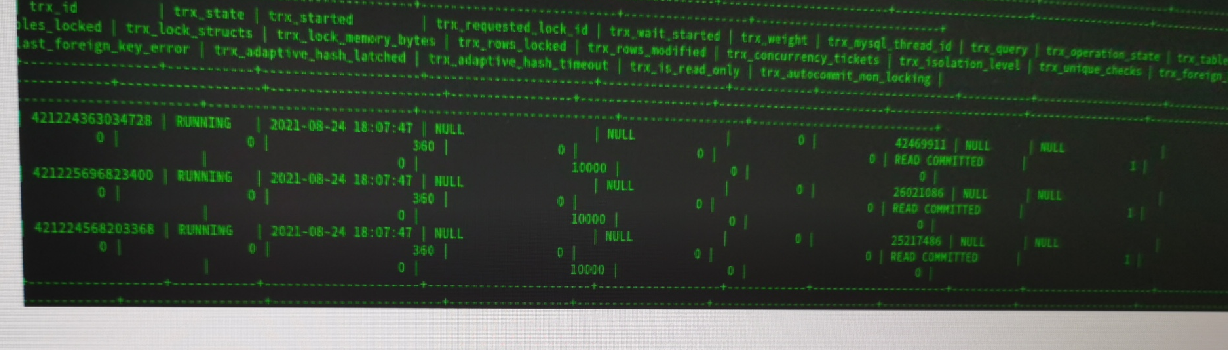 trx_id | trx_state | trx_started | trx_requested_lock_id | trx_wait_started | trx_weight | trx_mysql_thread_id | trx_query | trx_operation_state | trx_table
les_locked | trx_lock_structs | trx_lock_memory_bytes | trx_rows_locked | trx_rows_modified | trx_concurrency_tickets | trx_isolation_level | trx_unique_checks | trx_foreign
last_foreign_key_error | trx_adaptive_hash_latched | trx_adaptive_hash_timeout | trx_is_read_only | trx_autocommit_non_locking |
421224363034728 | RUNNING | 2021-08-24 18:07:47 | NULL | NULL | 0 | 42469911 | NULL | NULL |
0 | 0 | 360 | 0 | 0 | 0 | READ COMMITTED | 1 |
| 0 | 10000 | 0 | 0 |
421225696823400 | RUNNING | 2021-08-24 18:07:47 | NULL | NULL | 0 | 26021086 | NULL | NULL |
0 | 0 | 360 | 0 | 0 | 0 | READ COMMITTED | 1 |
| 0 | 10000 | 0 | 0 |
421224568203368 | RUNNING | 2021-08-24 18:07:47 | NULL | NULL | 0 | 25217486 | NULL | NULL |
0 | 0 | 360 | 0 | 0 | 0 | READ COMMITTED | 1 |
| 0 | 10000 | 0 | 0 |